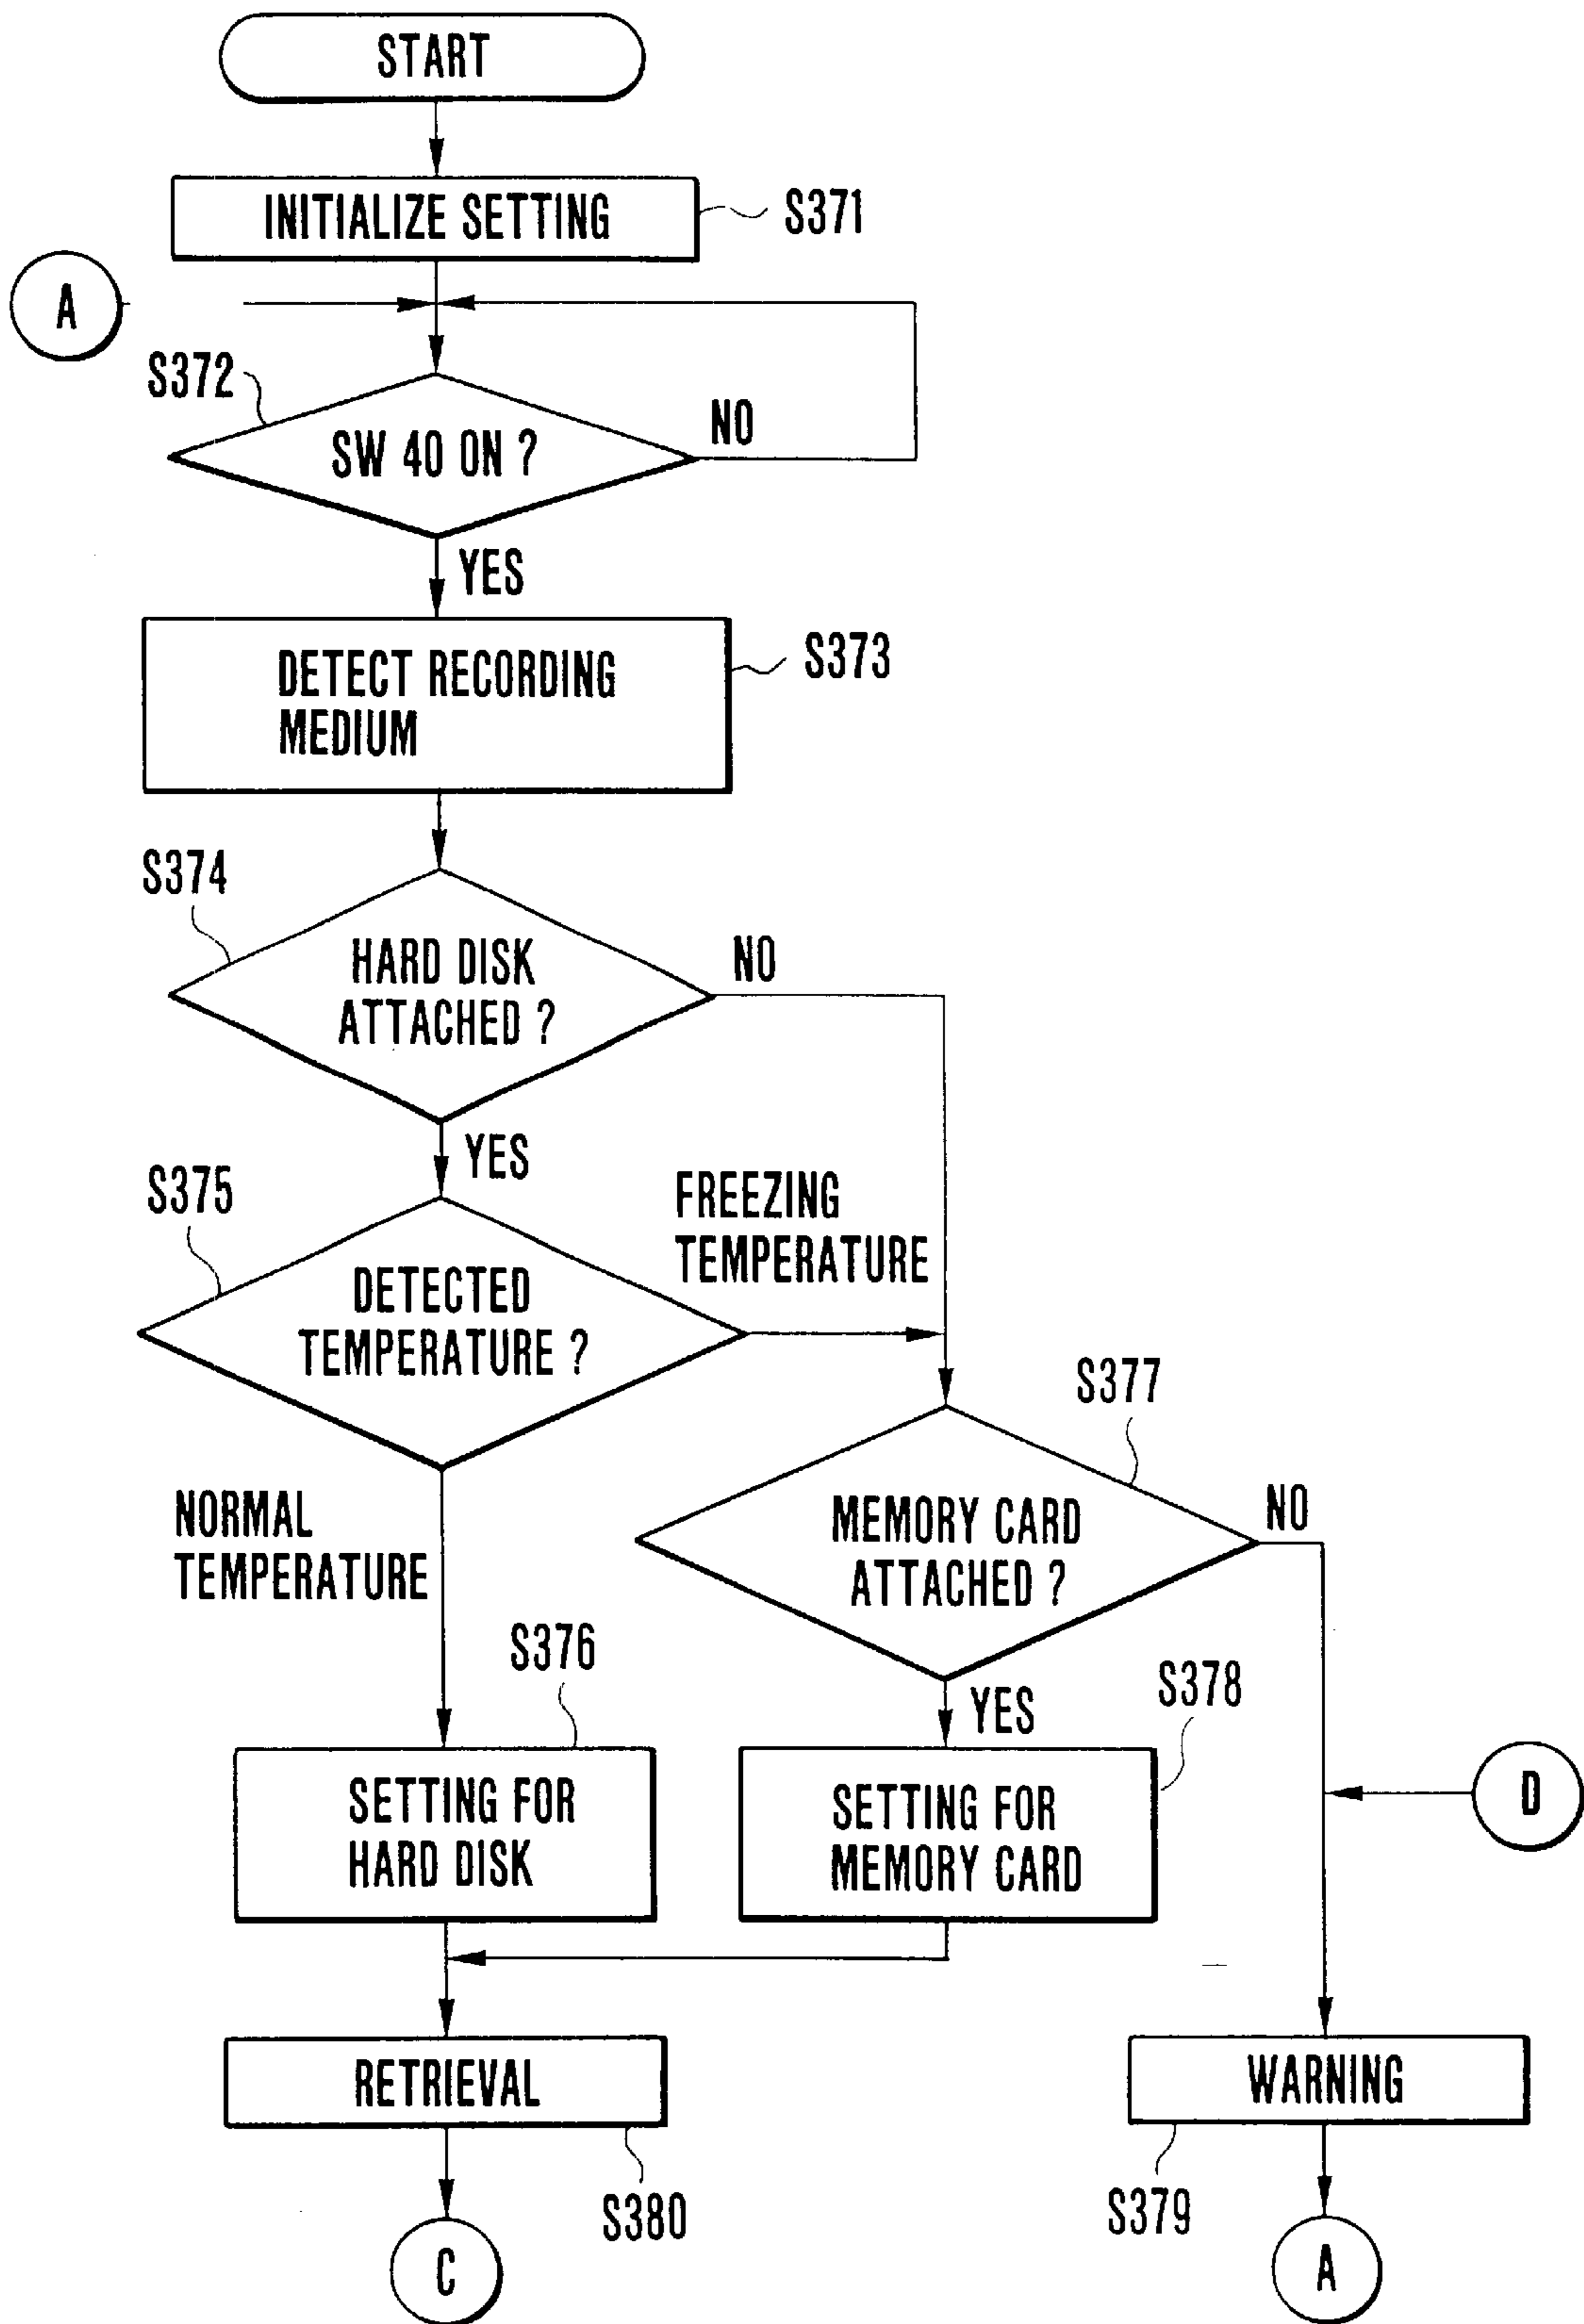 START
INITIALIZE SETTING
S371
A
S372
SW 40 ON ?
NO
YES
DETECT RECORDING
MEDIUM
S373
S374
HARD DISK
ATTACHED ?
NO
YES
S375
DETECTED
TEMPERATURE ?
FREEZING
TEMPERATURE
NORMAL
TEMPERATURE
S377
MEMORY CARD
ATTACHED ?
NO
YES
S376
SETTING FOR
HARD DISK
S378
SETTING FOR
MEMORY CARD
D
RETRIEVAL
S380
WARNING
S379
C
A